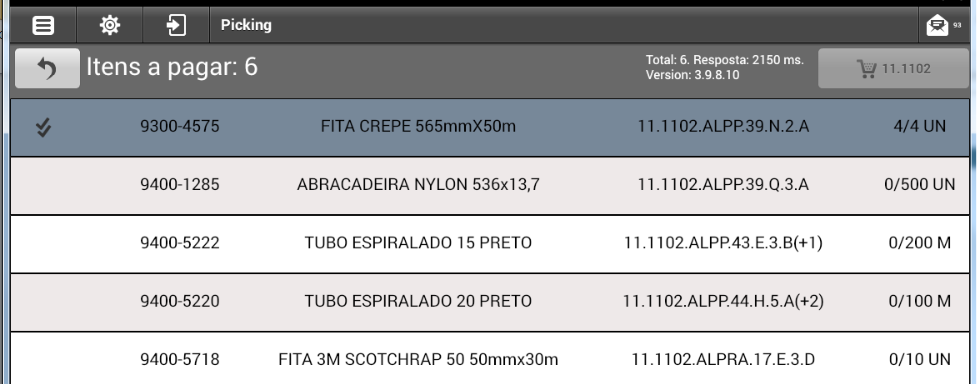 Picking
93
Itens a pagar: 6
Total: 6. Resposta: 2150 ms.
Version: 3.9.8.10
11.1102
9300-4575 FITA CREPE 565mmX50m 11.1102.ALPP.39.N.2.A 4/4 UN
9400-1285 ABRACADEIRA NYLON 536x13,7 11.1102.ALPP.39.Q.3.A 0/500 UN
9400-5222 TUBO ESPIRALADO 15 PRETO 11.1102.ALPP.43.E.3.B(+1) 0/200 M
9400-5220 TUBO ESPIRALADO 20 PRETO 11.1102.ALPP.44.H.5.A(+2) 0/100 M
9400-5718 FITA 3M SCOTCHRAP 50 50mmx30m 11.1102.ALPRA.17.E.3.D 0/10 UN